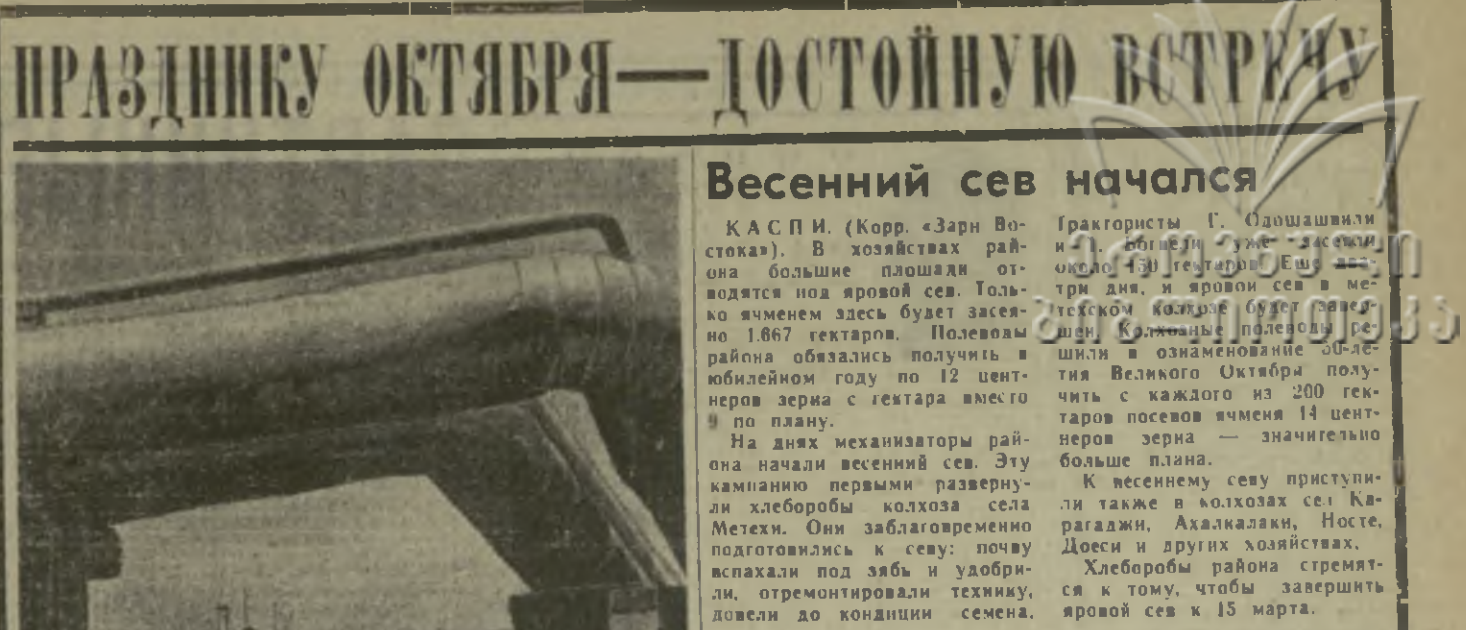 ПРАЗДНИКУ ОКТЯБРЯ — ДОСТОЙНУЮ ВСТРЕЧУ
Весенний сев начался
КАСПИ. (Корр. «Зари Во-
стока»). В хозяйствах рай-
она большие площади от-
водятся под яровой сев. Толь-
ко ячменем здесь будет засея-
но 1.667 гектаров. Полеводы
района обязались получить в
юбилейном году по 12 цент-
неров зерна с гектара вместо
9 по плану.
На днях механизаторы рай-
она начали весенний сев. Эту
кампанию первыми разверну-
ли хлеборобы колхоза села
Метехи. Они заблаговременно
подготовились к севу: почву
вспахали под зябь и удобри-
ли, отремонтировали технику,
довели до кондиции семена.
Трактористы Г. Одошашвили
и уже засеяли
около 150 гектаров. Еще два-
три дня, и яровой сев в ме-
техском колхозе будет завер-
шен. Колхозные полеводы ре-
шили в ознаменование 50-ле-
тия Великого Октября полу-
чить с каждого из 200 гек-
таров посевов ячменя 14 цент-
неров зерна — значительно
больше плана.
К весеннему севу приступи-
ли также в колхозах сел Ка-
рагаджи, Ахалкалаки, Носте,
Доеси и других хозяйствах.
Хлеборобы района стремят-
ся к тому, чтобы завершить
яровой сев к 15 марта.
ეროვნული
ბიბლიოთეკა